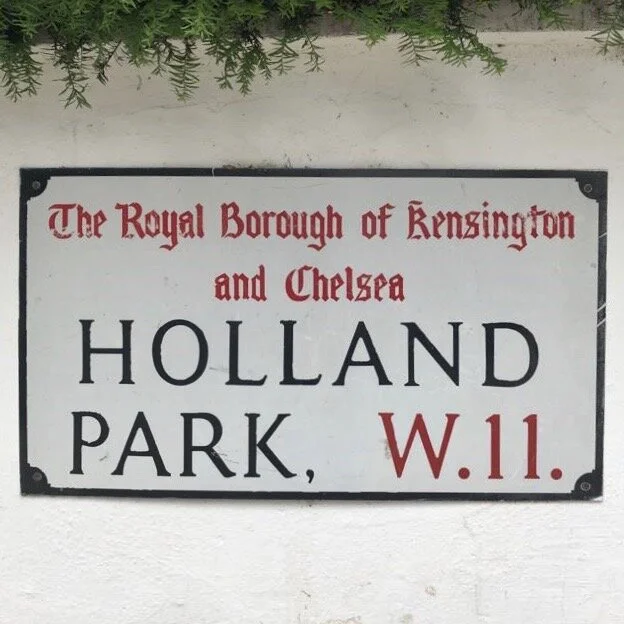 The Royal Borough of Kensington
and Chelsea
HOLLAND
PARK, W.11.